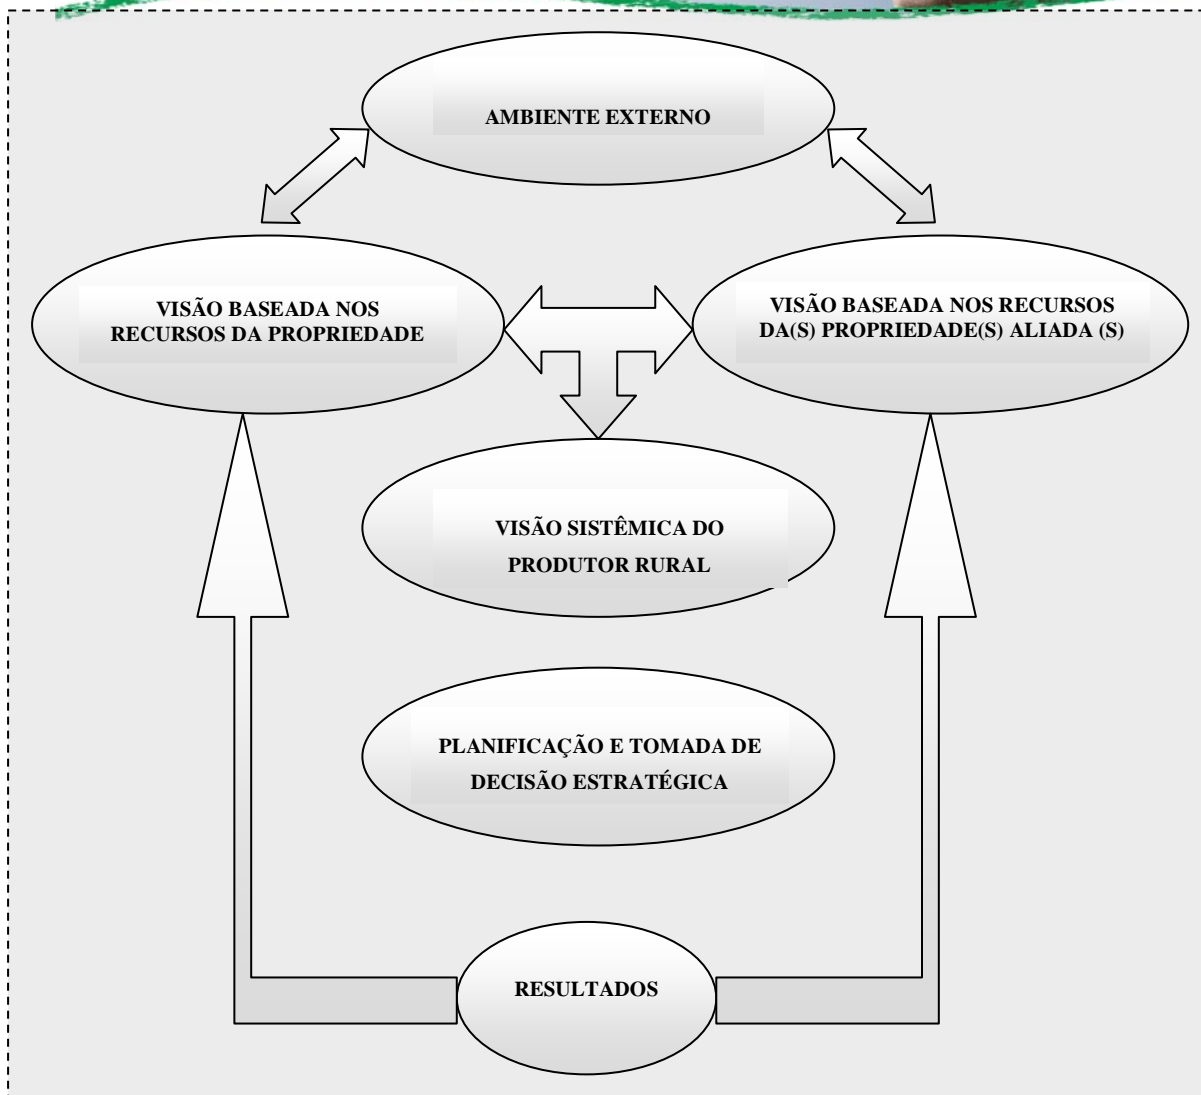 AMBIENTE EXTERNO
VISÃO BASEADA NOS
RECURSOS DA PROPRIEDADE
VISÃO BASEADA NOS RECURSOS
DA(S) PROPRIEDADE(S) ALIADA (S)
VISÃO SISTÊMICA DO
PRODUTOR RURAL
PLANIFICAÇÃO E TOMADA DE
DECISÃO ESTRATÉGICA
RESULTADOS